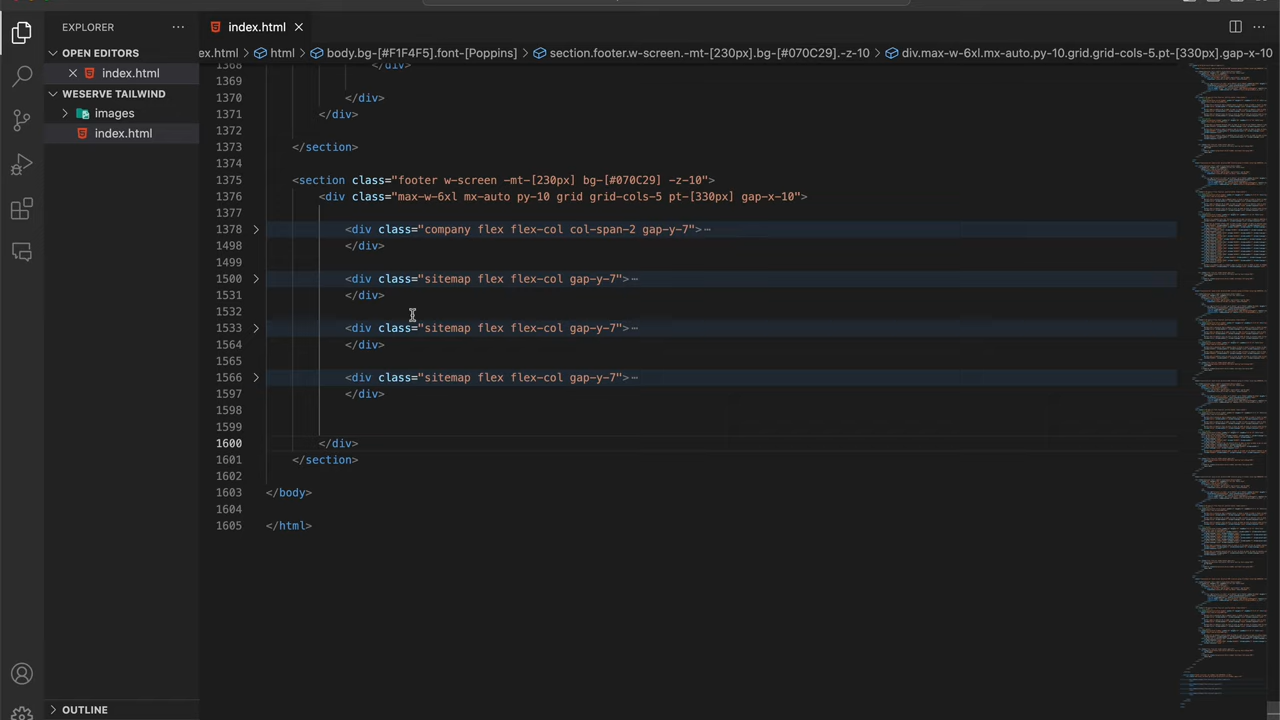 EXPLORER
index.html
OPEN EDITORS
ex.html > html > body.bg-[#F1F4F5].font-[Poppins] > section.footer.w-screen.-mt-[230px].bg-[#070C29].-z-10 > div.max-w-6xl.mx-auto.py-10.grid.grid-cols-5.pt-[330px].gap-x-10
index.html
WESERVE TAILWIND
images
index.html
1368 </div>
1369
1370 </div>
1371 </div>
1372
1373 </section>
1374
1375 <section class="footer w-screen -mt-[230px] bg-[#070C29] -z-10">
1376 <div class="max-w-6xl mx-auto py-10 grid grid-cols-5 pt-[330px] gap-x-10">
1377
1378 <div class="company flex flex-col col-span-2 gap-y-7">
1498 </div>
1499
1500 <div class="sitemap flex flex-col gap-y-7">
1531 </div>
1532
1533 <div class="sitemap flex flex-col gap-y-7">
1564 </div>
1565
1566 <div class="sitemap flex flex-col gap-y-7">
1597 </div>
1598
1599
1600 </div>
1601 </section>
1602
1603 </body>
1604
1605 </html>
OUTLINE